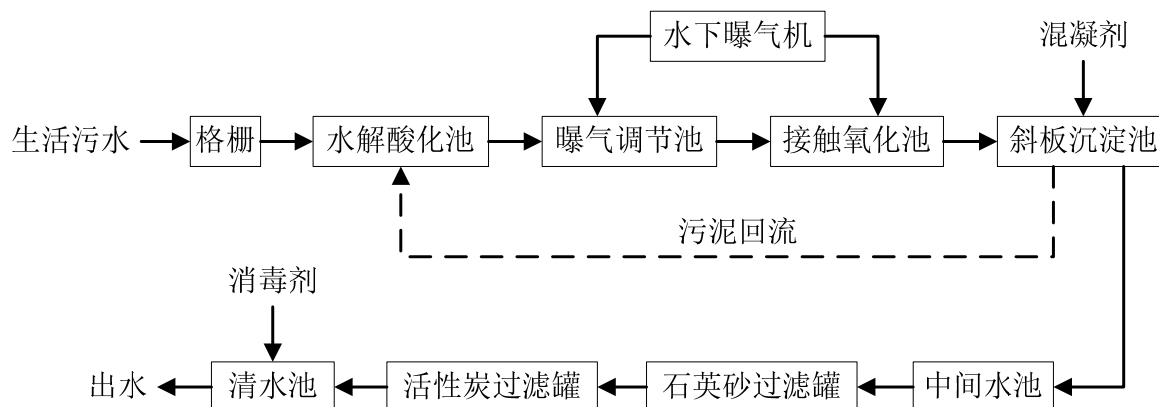 水下曝气机
混凝剂
生活污水
格栅
水解酸化池
曝气调节池
接触氧化池
斜板沉淀池
污泥回流
消毒剂
出水
清水池
活性炭过滤罐
石英砂过滤罐
中间水池